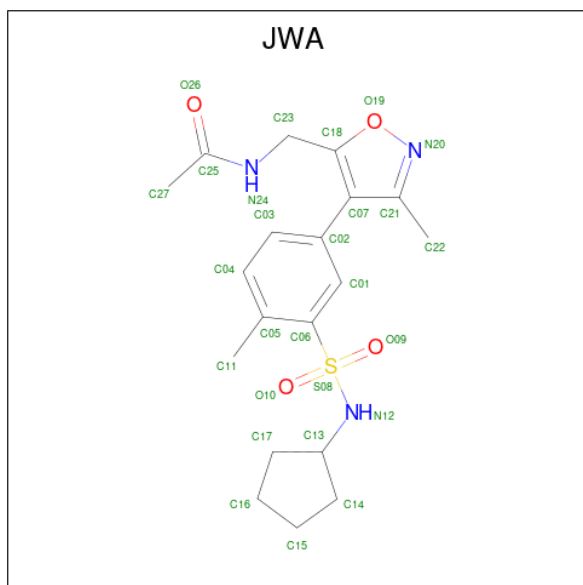 JWA
O26
O19
C23
C18
N N20
C25
N
H
C27
N24
C07
C21
C03
C02
C22
C04
C01
C05
C06
O09
C11
S
O10
S08
NH N12
C17
C13
C16
C14
C15
O
O
O
O